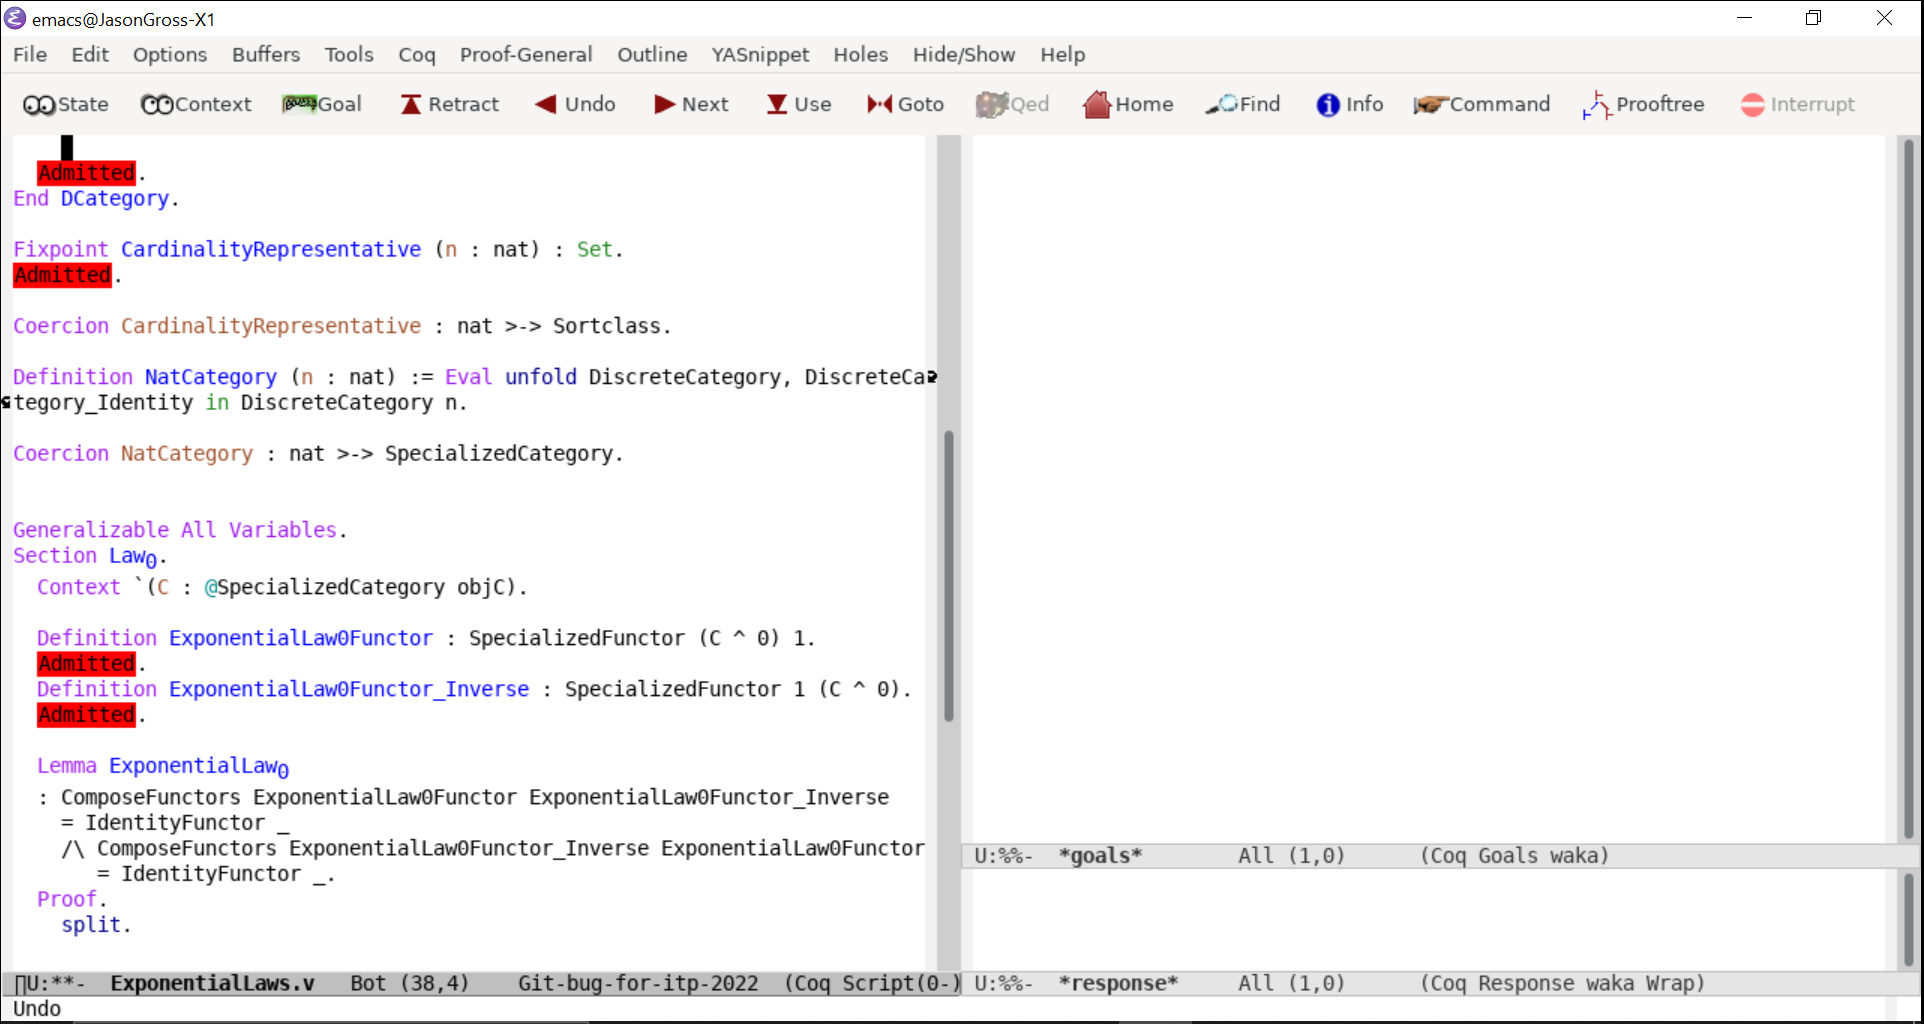 emacs@JasonGross-X1
File Edit Options Buffers Tools Coq Proof-General Outline YASnippet Holes Hide/Show Help
State Context Goal Retract Undo Next Use Goto Qed Home Find Info Command Prooftree Interrupt
Admitted.
End DCategory.
Fixpoint CardinalityRepresentative (n : nat) : Set.
Admitted.
Coercion CardinalityRepresentative : nat >-> Sortclass.
Definition NatCategory (n : nat) := Eval unfold DiscreteCategory, DiscreteCa
tegory_Identity in DiscreteCategory n.
Coercion NatCategory : nat >-> SpecializedCategory.
Generalizable All Variables.
Section Law₀.
Context `(C : @SpecializedCategory objC).
Definition ExponentialLaw0Functor : SpecializedFunctor (C ^ 0) 1.
Admitted.
Definition ExponentialLaw0Functor_Inverse : SpecializedFunctor 1 (C ^ 0).
Admitted.
Lemma ExponentialLaw₀
: ComposeFunctors ExponentialLaw0Functor ExponentialLaw0Functor_Inverse
= IdentityFunctor _
/\ ComposeFunctors ExponentialLaw0Functor_Inverse ExponentialLaw0Functor
= IdentityFunctor _.
Proof.
split.
U:**- ExponentialLaws.v Bot (38,4) Git-bug-for-itp-2022 (Coq Script(0-)
U:%%- *goals* All (1,0) (Coq Goals waka)
U:%%- *response* All (1,0) (Coq Response waka Wrap)
Undo